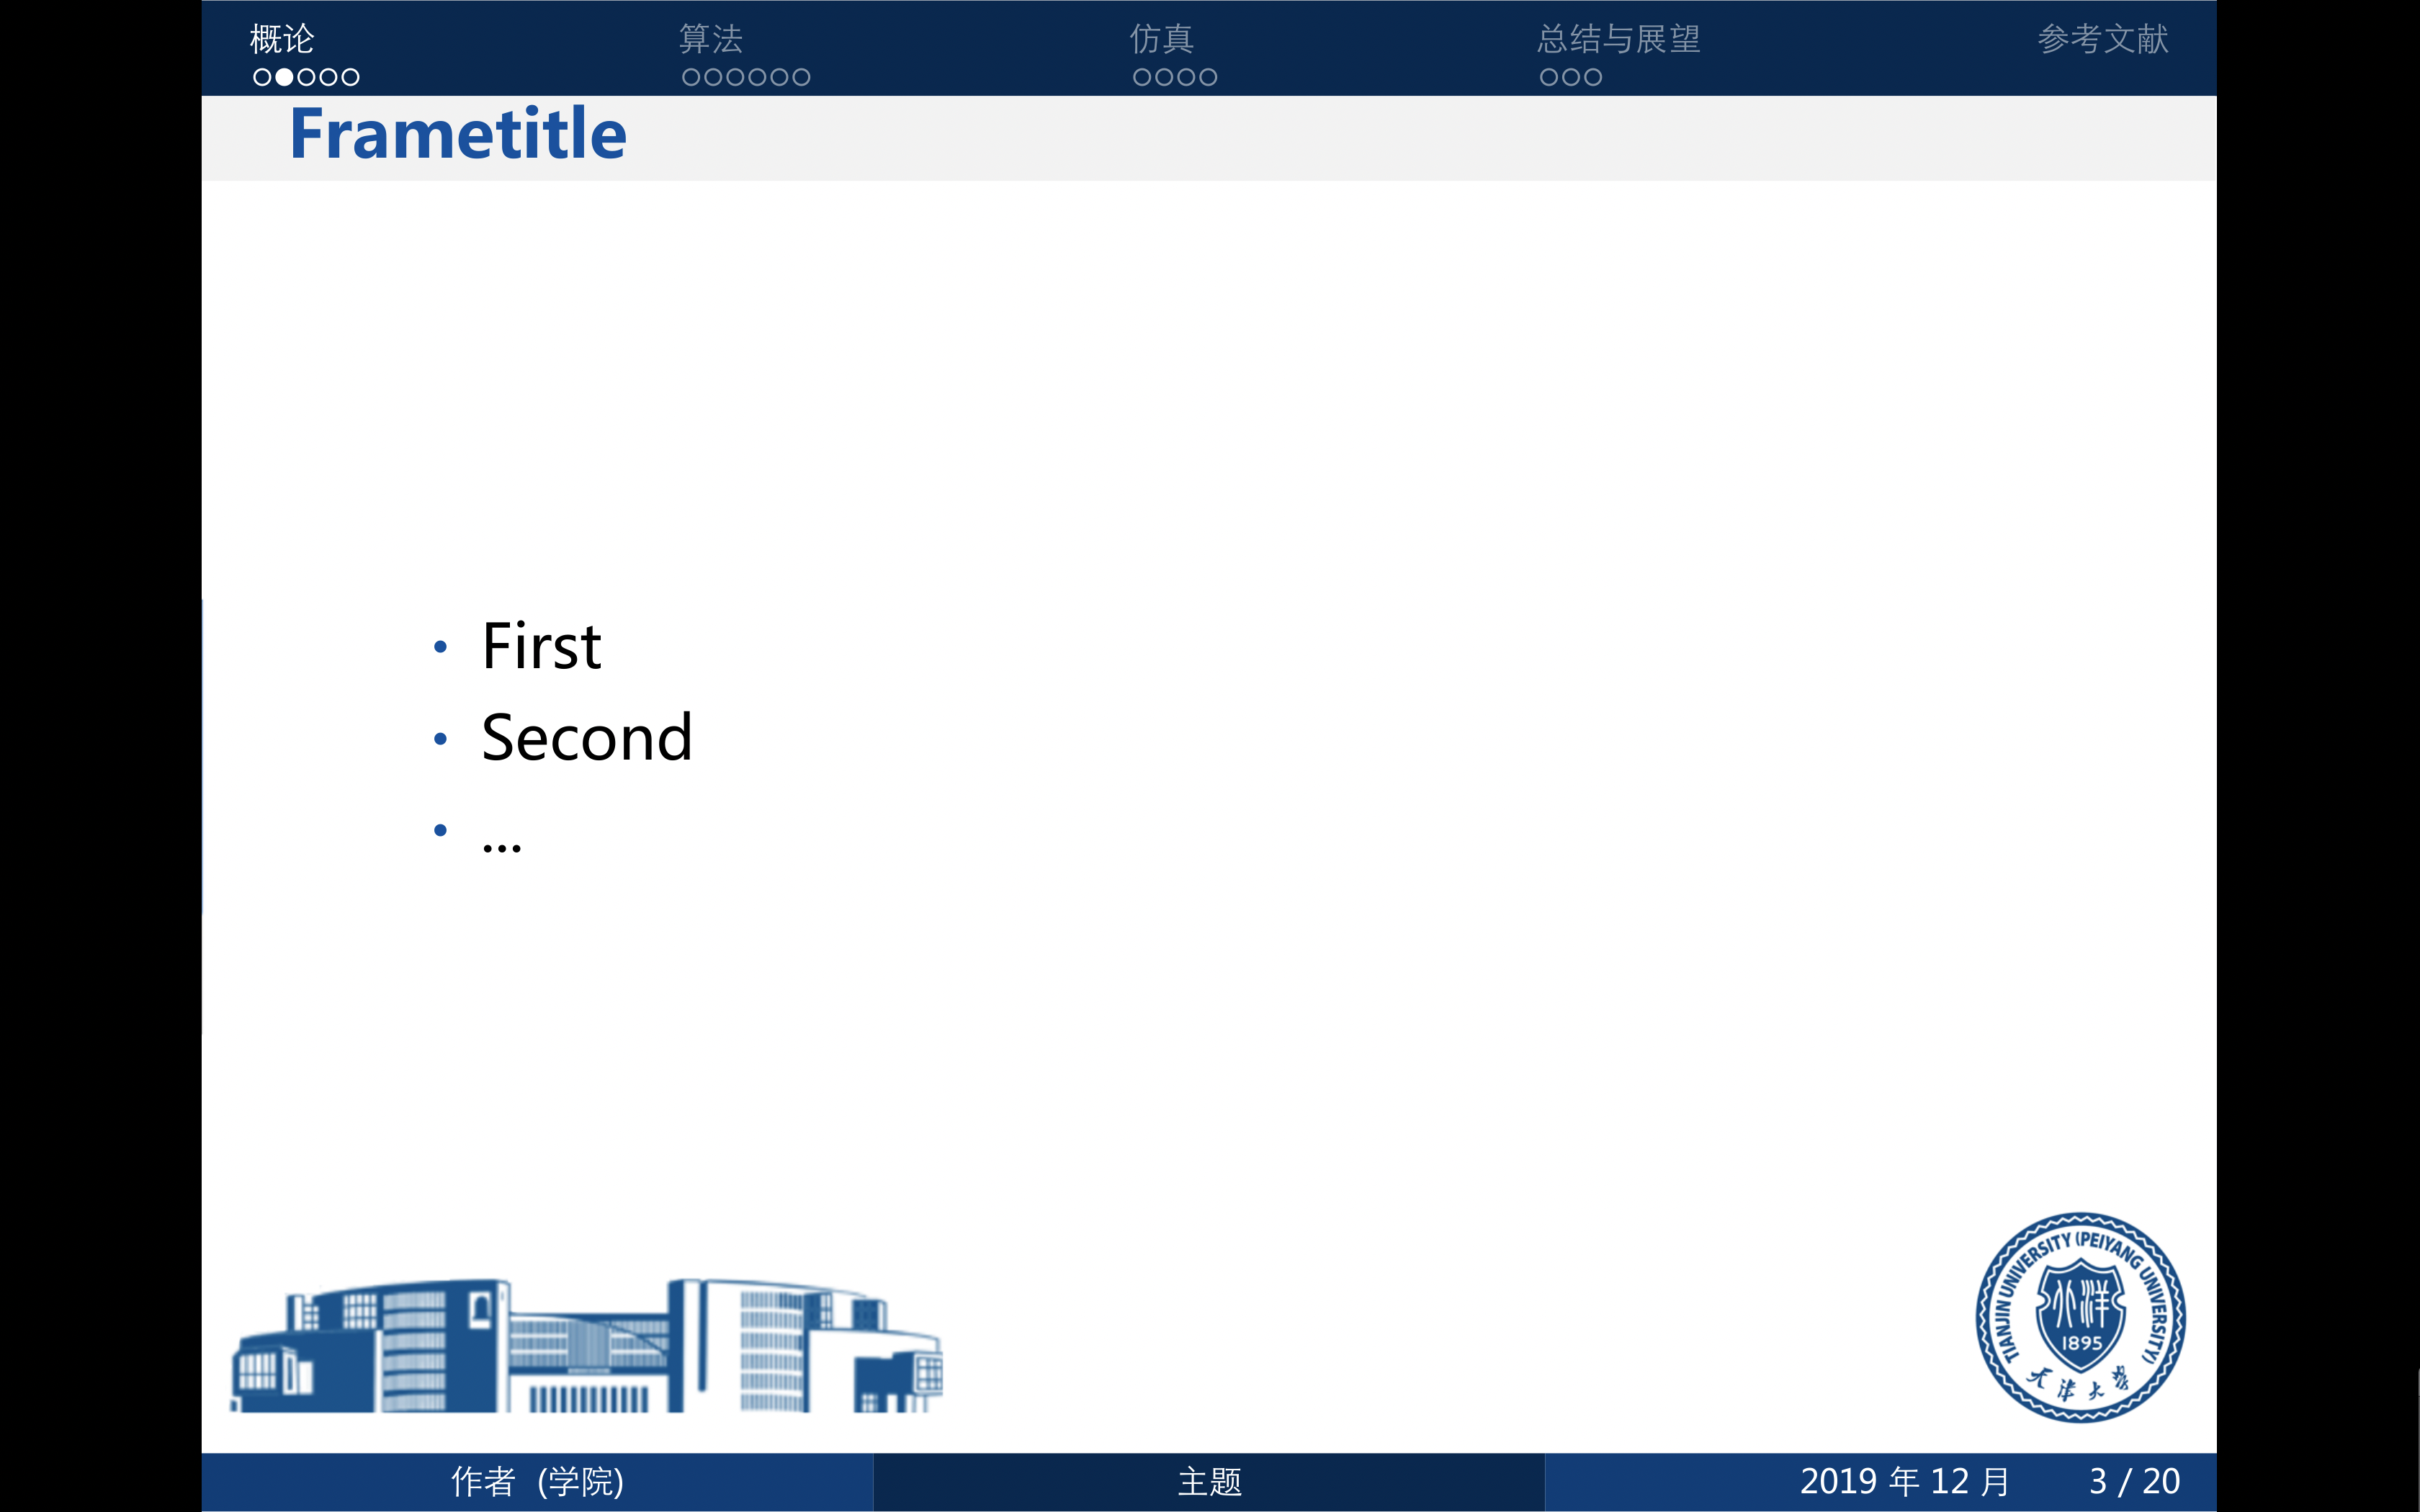 概论 算法 仿真 总结与展望 参考文献
Frametitle
• First
• Second
• ...
TIANJIN UNIVERSITY (PEIYANG UNIVERSITY)
北洋
1895
天津大学
作者 (学院) 主题 2019 年 12 月 3 / 20